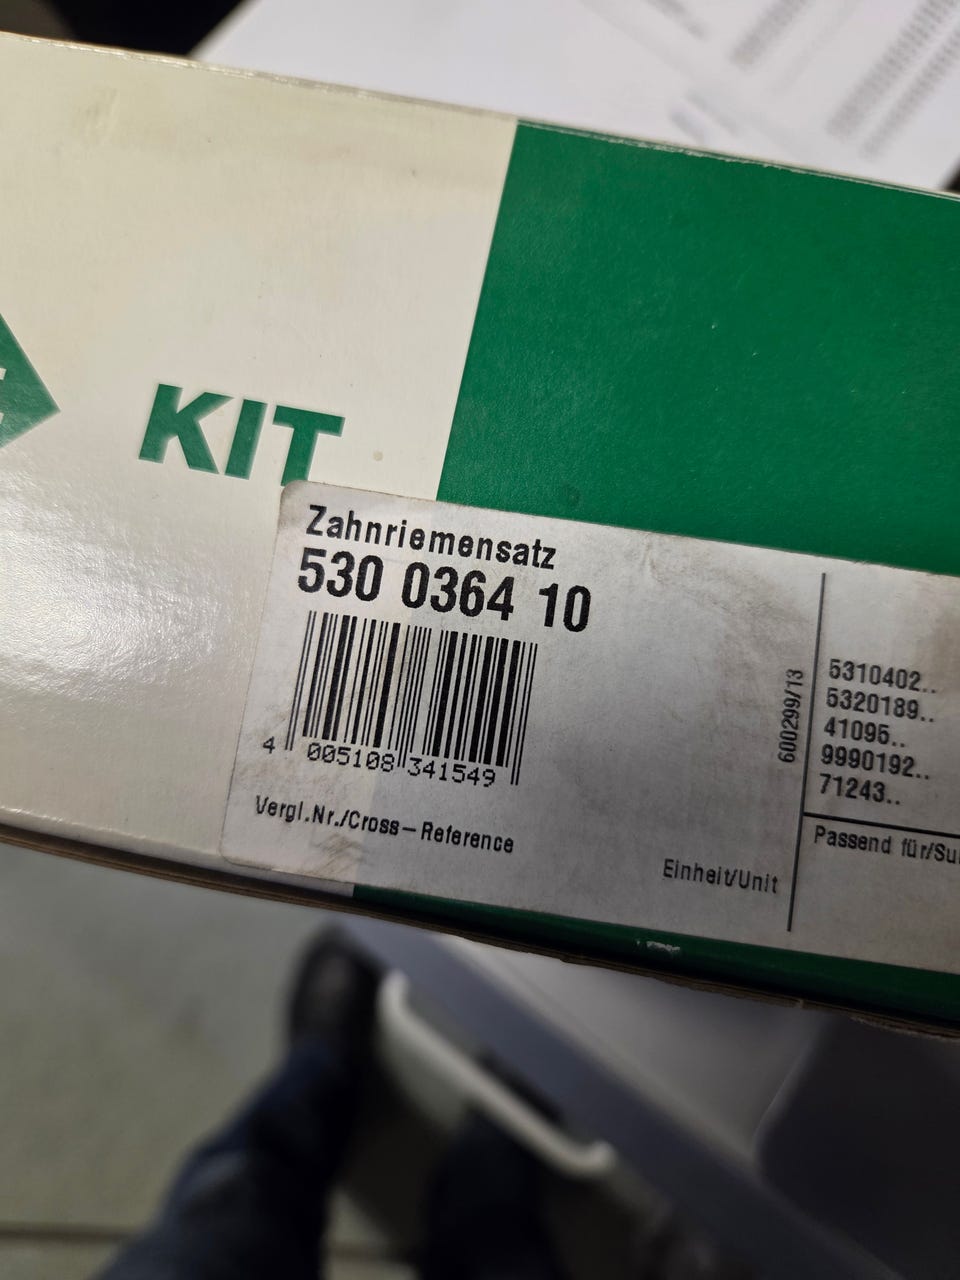 KIT
Zahnriemensatz
530 0364 10
4 005108 341549
Vergl.Nr./Cross-Reference
Einheit/Unit
600299/13
5310402..
5320189..
41095..
9990192..
71243..
Passend für/Sui